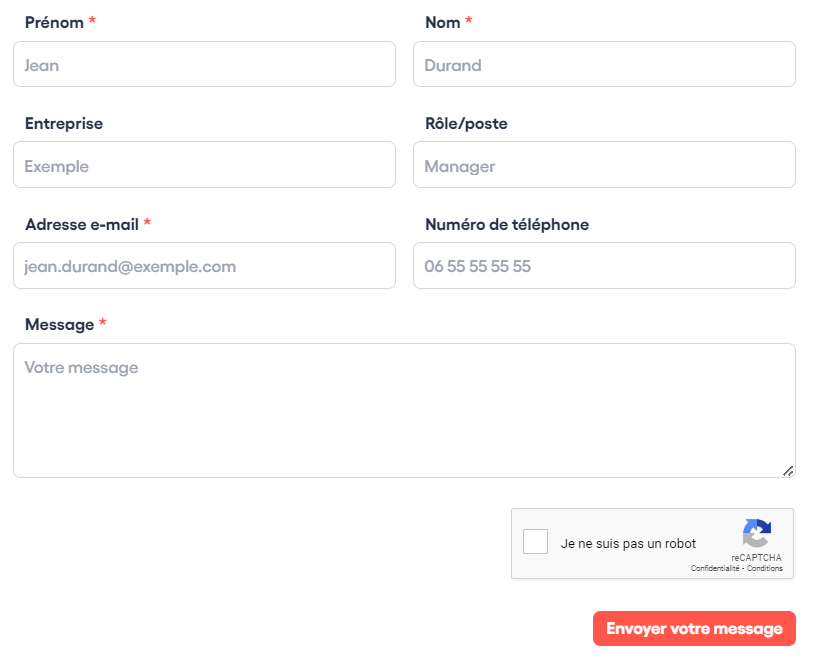 Prénom *
Nom *
Jean
Durand
Entreprise
Rôle/poste
Exemple
Manager
Adresse e-mail *
Numéro de téléphone
jean.durand@exemple.com
06 55 55 55 55
Message *
Votre message
Je ne suis pas un robot
reCAPTCHA
Confidentialité - Conditions
Envoyer votre message